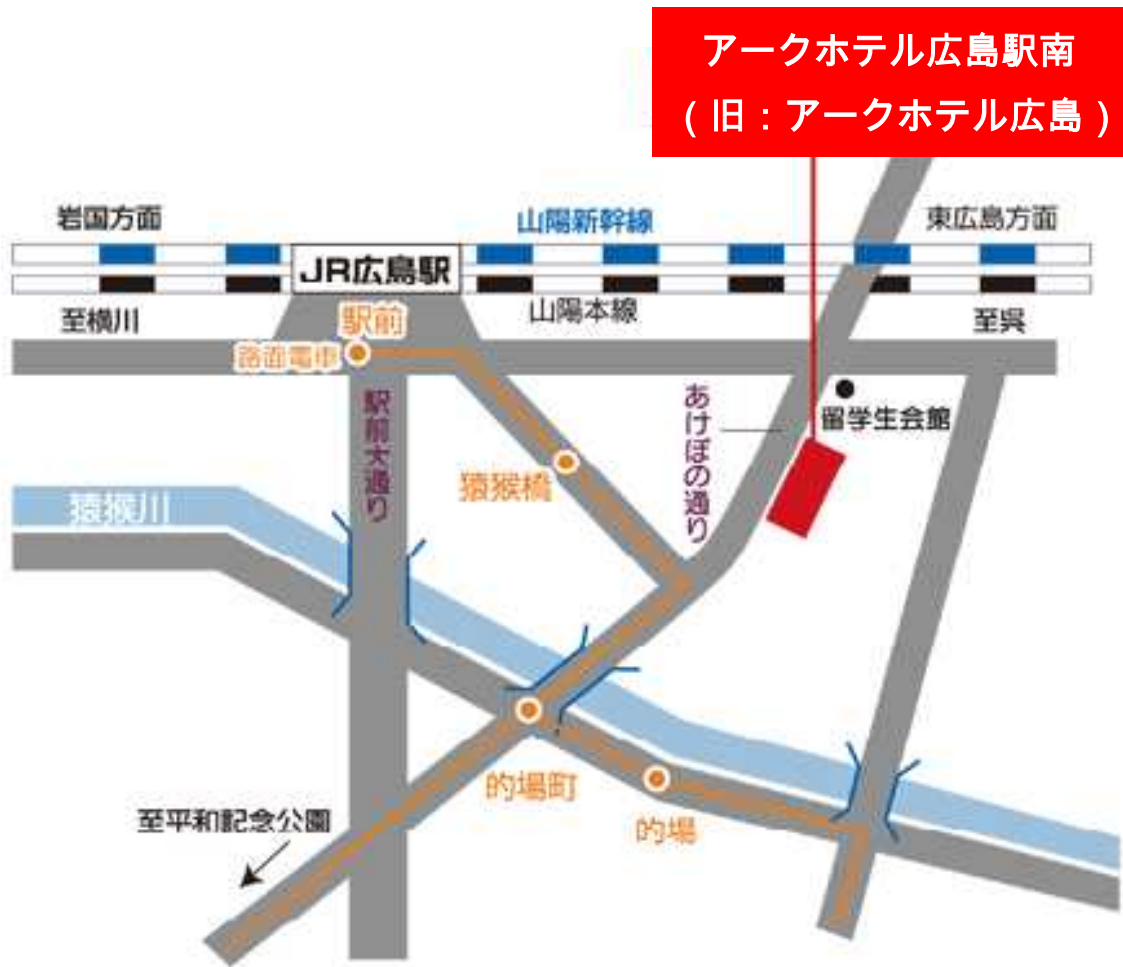 アークホテル広島駅南
（旧：アークホテル広島）
岩国方面
山陽新幹線
東広島方面
JR広島駅
至横川
駅前
山陽本線
至呉
路面電車
駅前大通り
あけぼの通り
留学生会館
猿猴橋
猿猴川
的場町
的場
至平和記念公園